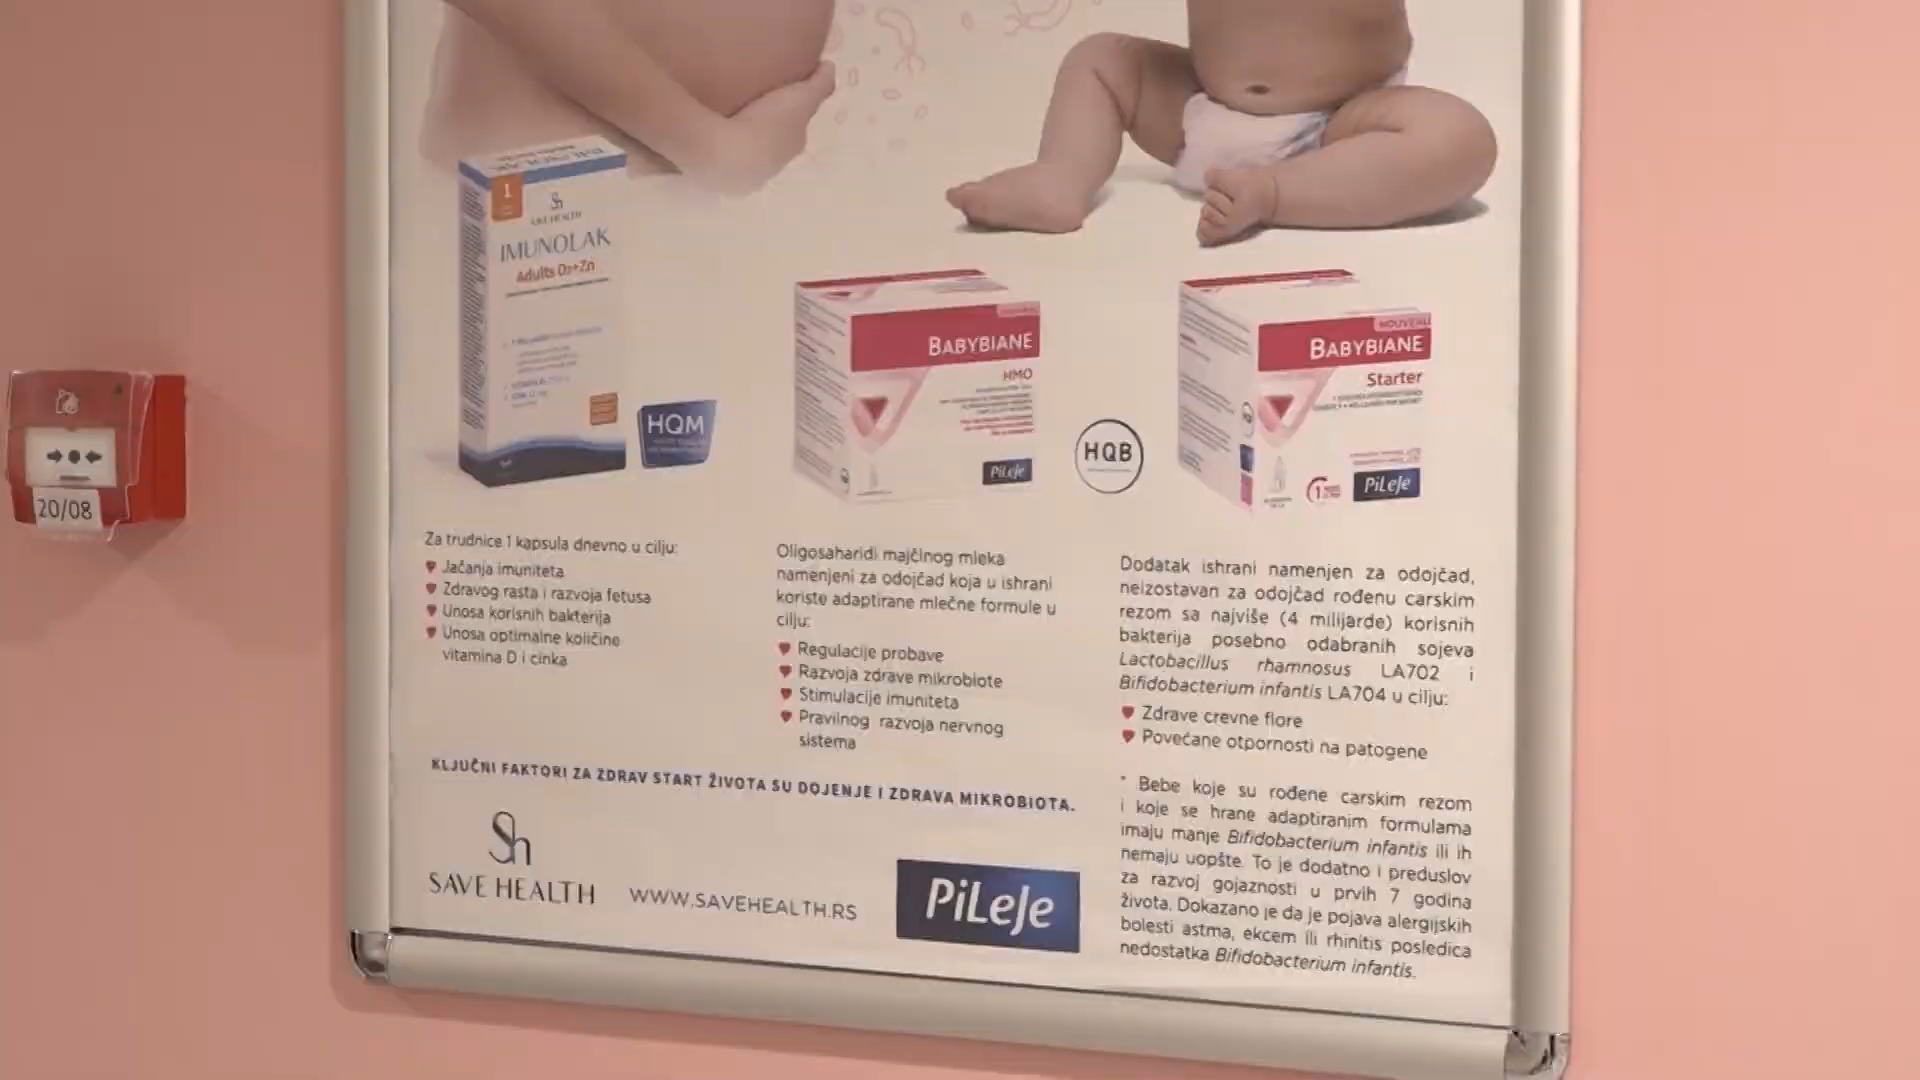 1
Sh
SAVE HEALTH
IMUNOLAK
Adults D3+Zn
HQM
BABYBIANE
HMO
PiLeJe
HQB
NOUVEAU
BABYBIANE
Starter
1
PiLeJe
20/08
Za trudnice 1 kapsula dnevno u cilju:
Jačanja imuniteta
Zdravog rasta i razvoja fetusa
Unosa korisnih bakterija
Unosa optimalne količine
vitamina D i cinka
Oligosaharidi majčinog mleka
namenjeni za odojčad koja u ishrani
koriste adaptirane mlečne formule u
cilju:
Regulacije probave
Razvoja zdrave mikrobiote
Stimulacije imuniteta
Pravilnog razvoja nervnog
sistema
Dodatak ishrani namenjen za odojčad,
neizostavan za odojčad rođenu carskim
rezom sa najviše (4 milijarde) korisnih
bakterija posebno odabranih sojeva
Lactobacillus rhamnosus LA702 i
Bifidobacterium infantis LA704 u cilju:
Zdrave crevne flore
Povećane otpornosti na patogene
* Bebe koje su rođene carskim rezom
i koje se hrane adaptiranim formulama
imaju manje Bifidobacterium infantis ili ih
nemaju uopšte. To je dodatno i preduslov
za razvoj gojaznosti u prvih 7 godina
života. Dokazano je da je pojava alergijskih
bolesti astma, ekcem ili rhinitis posledica
nedostatka Bifidobacterium infantis.
KLJUČNI FAKTORI ZA ZDRAV START ŽIVOTA SU DOJENJE I ZDRAVA MIKROBIOTA.
Sh
SAVE HEALTH
WWW.SAVEHEALTH.RS
PiLeJe